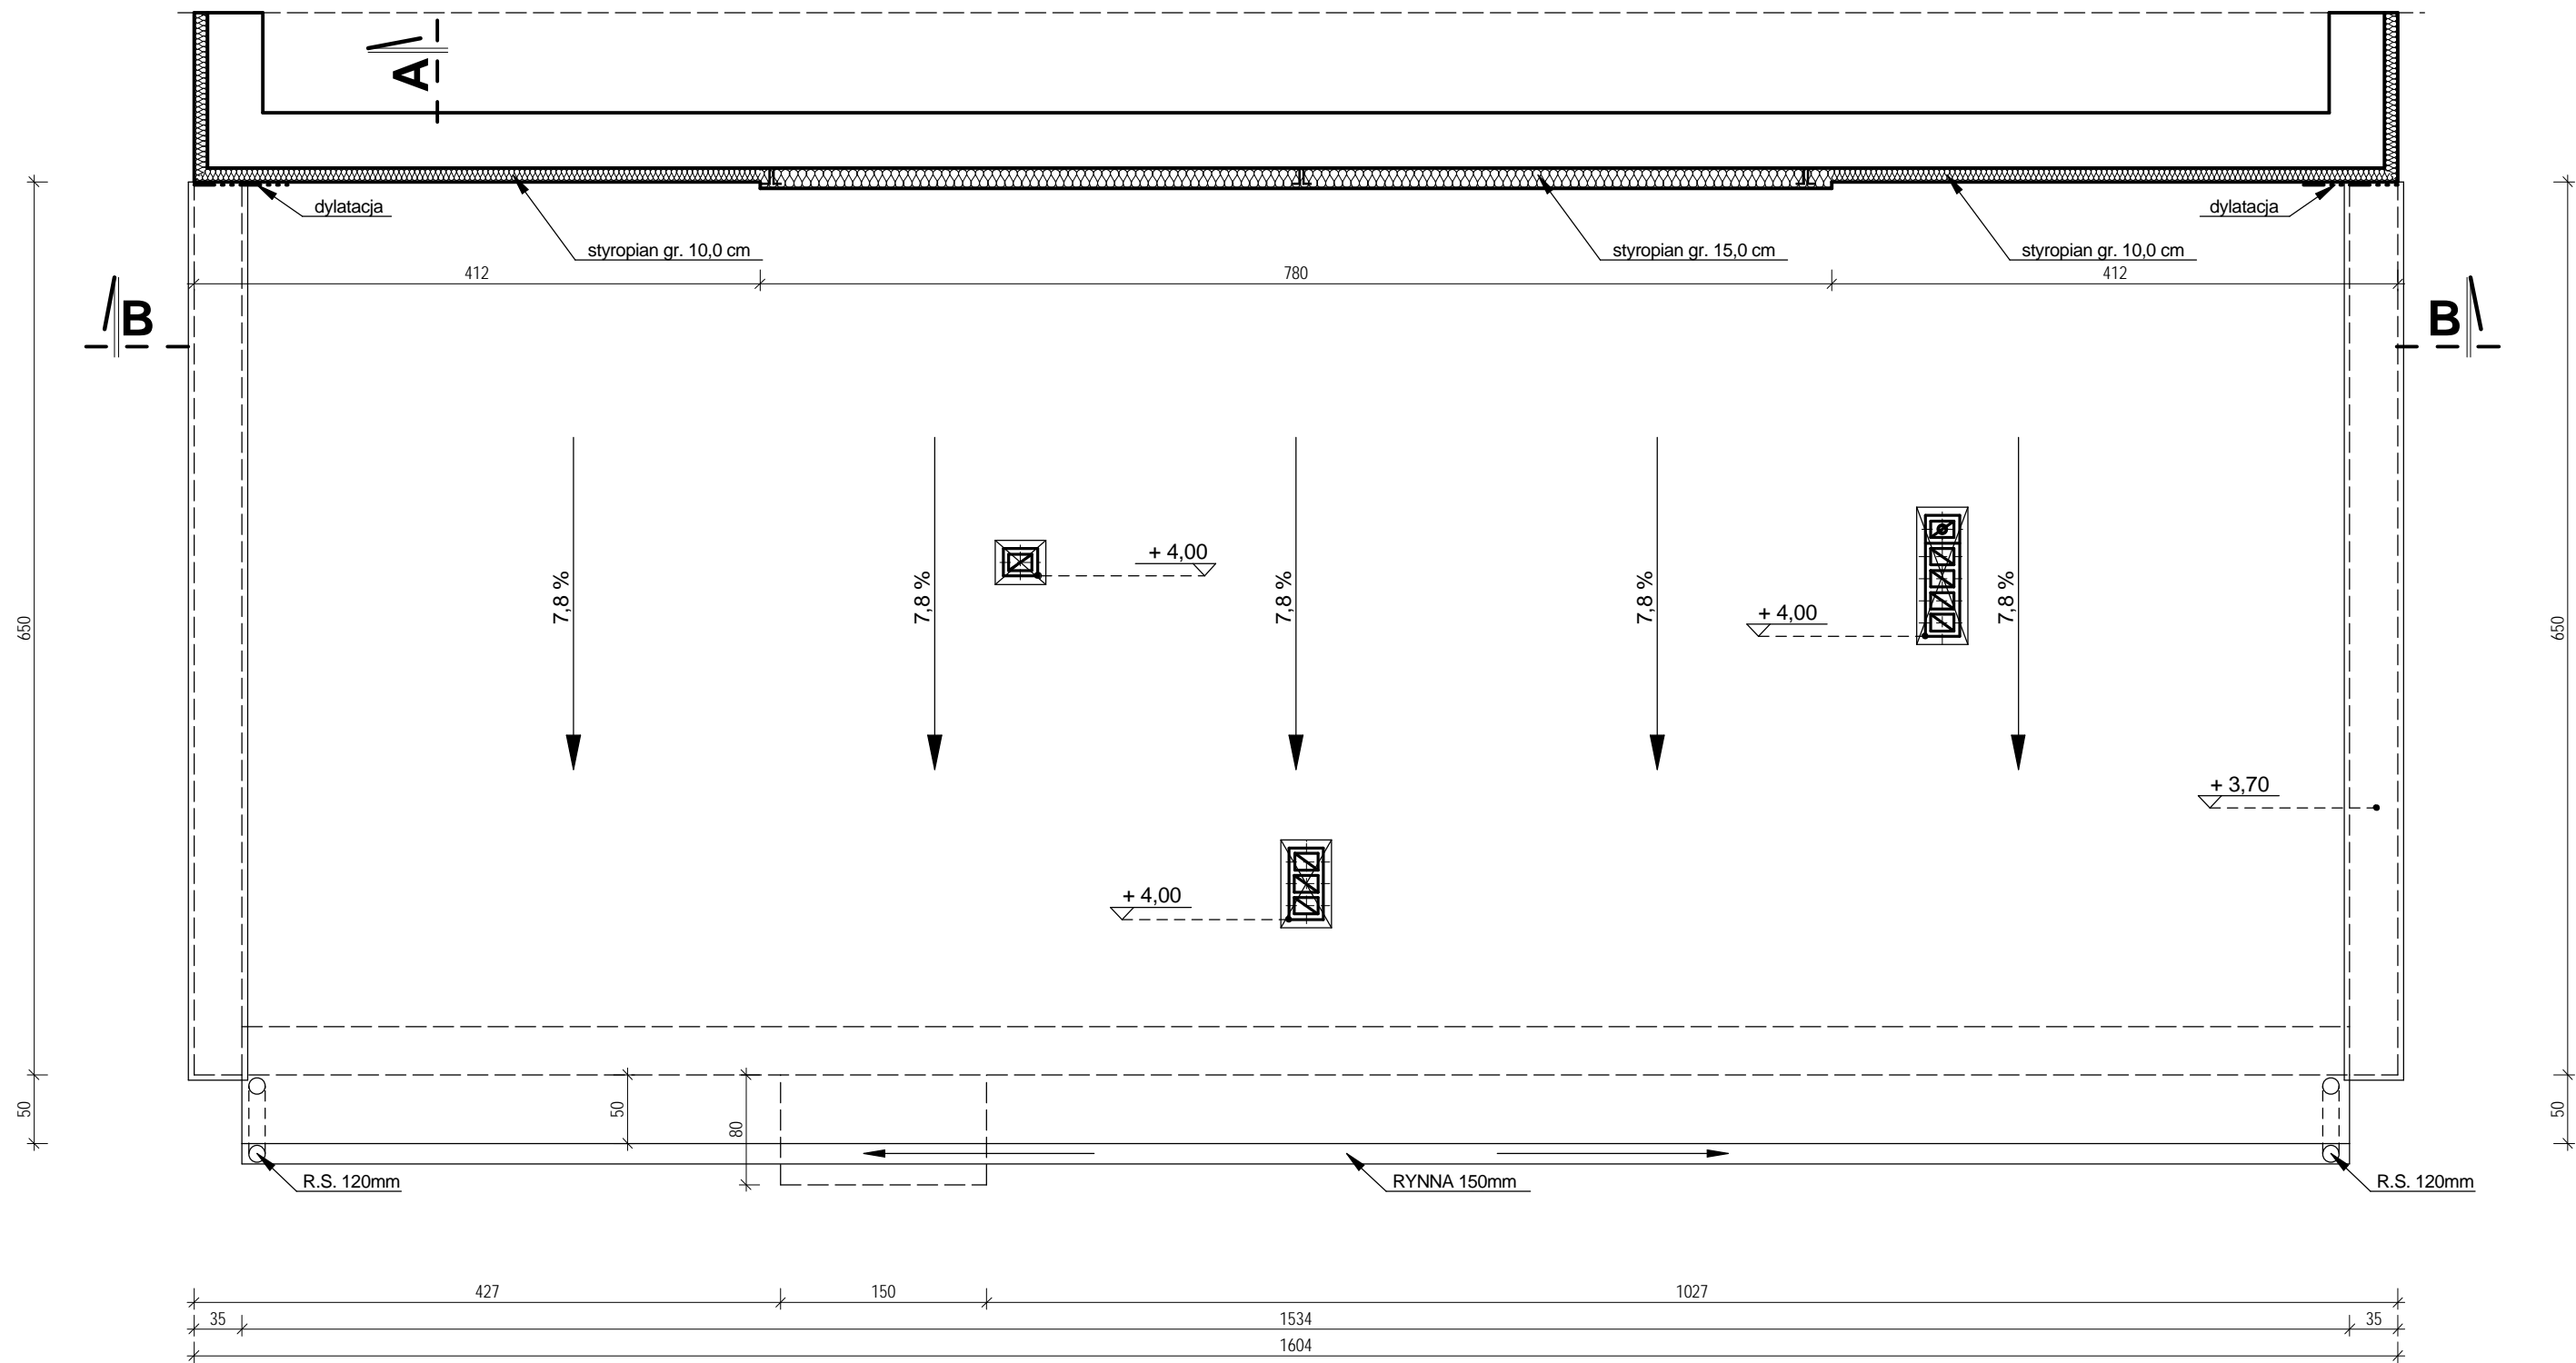 A
dylatacja
dylatacja
styropian gr. 10,0 cm
styropian gr. 15,0 cm
styropian gr. 10,0 cm
412
780
412
B
B
+ 4,00
7,8 %
7,8 %
7,8 %
7,8 %
7,8 %
+ 4,00
650
650
+ 3,70
+ 4,00
50
50
80
50
R.S. 120mm
RYNNA 150mm
R.S. 120mm
427
150
1027
35
1534
35
1604